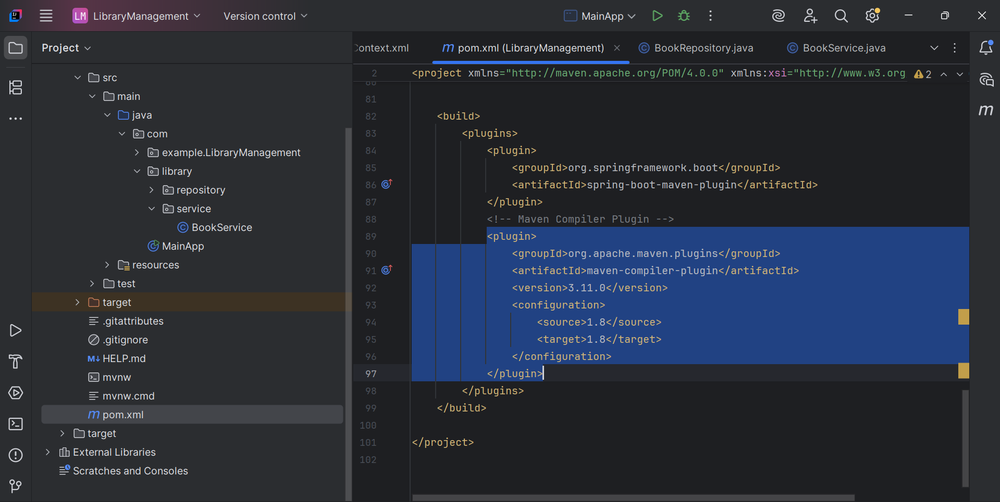 LM LibraryManagement Version control MainApp
Project
src
main
java
com
example.LibraryManagement
library
repository
service
BookService
MainApp
resources
test
target
.gitattributes
.gitignore
M↓ HELP.md
mvnw
mvnw.cmd
m pom.xml
target
External Libraries
Scratches and Consoles
Context.xml m pom.xml (LibraryManagement) BookRepository.java BookService.java
2 <project xmlns="http://maven.apache.org/POM/4.0.0" xmlns:xsi="http://www.w3.org 2
80
81
82 <build>
83 <plugins>
84 <plugin>
85 <groupId>org.springframework.boot</groupId>
86 <artifactId>spring-boot-maven-plugin</artifactId>
87 </plugin>
88 <!-- Maven Compiler Plugin -->
89 <plugin>
90 <groupId>org.apache.maven.plugins</groupId>
91 <artifactId>maven-compiler-plugin</artifactId>
92 <version>3.11.0</version>
93 <configuration>
94 <source>1.8</source>
95 <target>1.8</target>
96 </configuration>
97 </plugin>
98 </plugins>
99 </build>
100
101 </project>
102
m